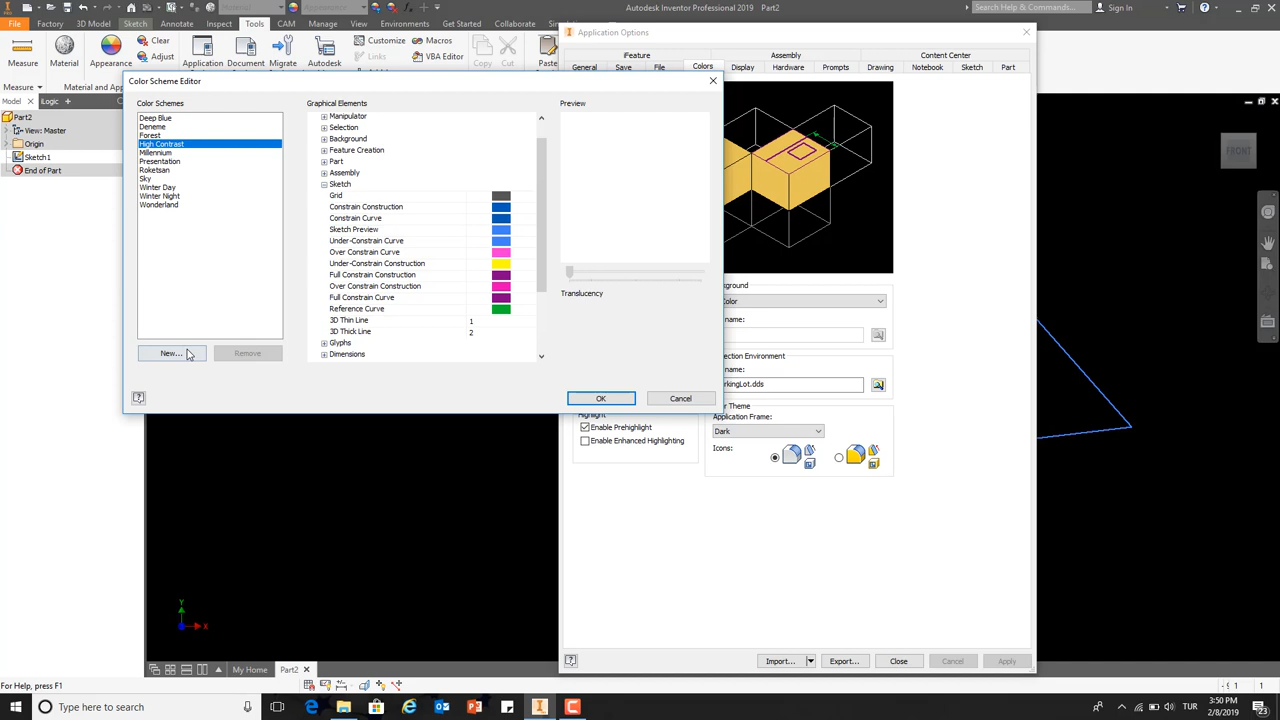 Material
Appearance
Autodesk Inventor Professional 2019 Part2
Search Help & Commands...
Sign In
File Factory 3D Model Sketch Annotate Inspect Tools CAM Manage View Environments Get Started Collaborate
Measure
Material
Appearance
Clear
Adjust
Application
Document
Migrate
Autodesk
Customize
Links
Macros
VBA Editor
Copy
Cut
Paste
Measure
Material and
Model
iLogic
Part2
View: Master
Origin
Sketch1
End of Part
Color Scheme Editor
Color Schemes
Deep Blue
Deneme
Forest
High Contrast
Millennium
Presentation
Roketsan
Sky
Winter Day
Winter Night
Wonderland
New...
Remove
Graphical Elements
Manipulator
Selection
Background
Feature Creation
Part
Assembly
Sketch
Grid
Constrain Construction
Constrain Curve
Sketch Preview
Under-Constrain Curve
Over Constrain Curve
Under-Constrain Construction
Full Constrain Construction
Over Constrain Construction
Full Constrain Curve
Reference Curve
3D Thin Line 1
3D Thick Line 2
Glyphs
Dimensions
Preview
Translucency
OK
Cancel
Application Options
iFeature
Assembly
Content Center
General
Save
File
Colors
Display
Hardware
Prompts
Drawing
Notebook
Sketch
Part
ground
Color
name:
ection Environment
name:
rkingLot.dds
r Theme
Application Frame:
Dark
Icons:
Highlight
Enable Prehighlight
Enable Enhanced Highlighting
Import...
Export...
Close
Cancel
Apply
FRONT
Y
X
My Home
Part2
For Help, press F1
1
1
Type here to search
TUR
3:50 PM
2/8/2019